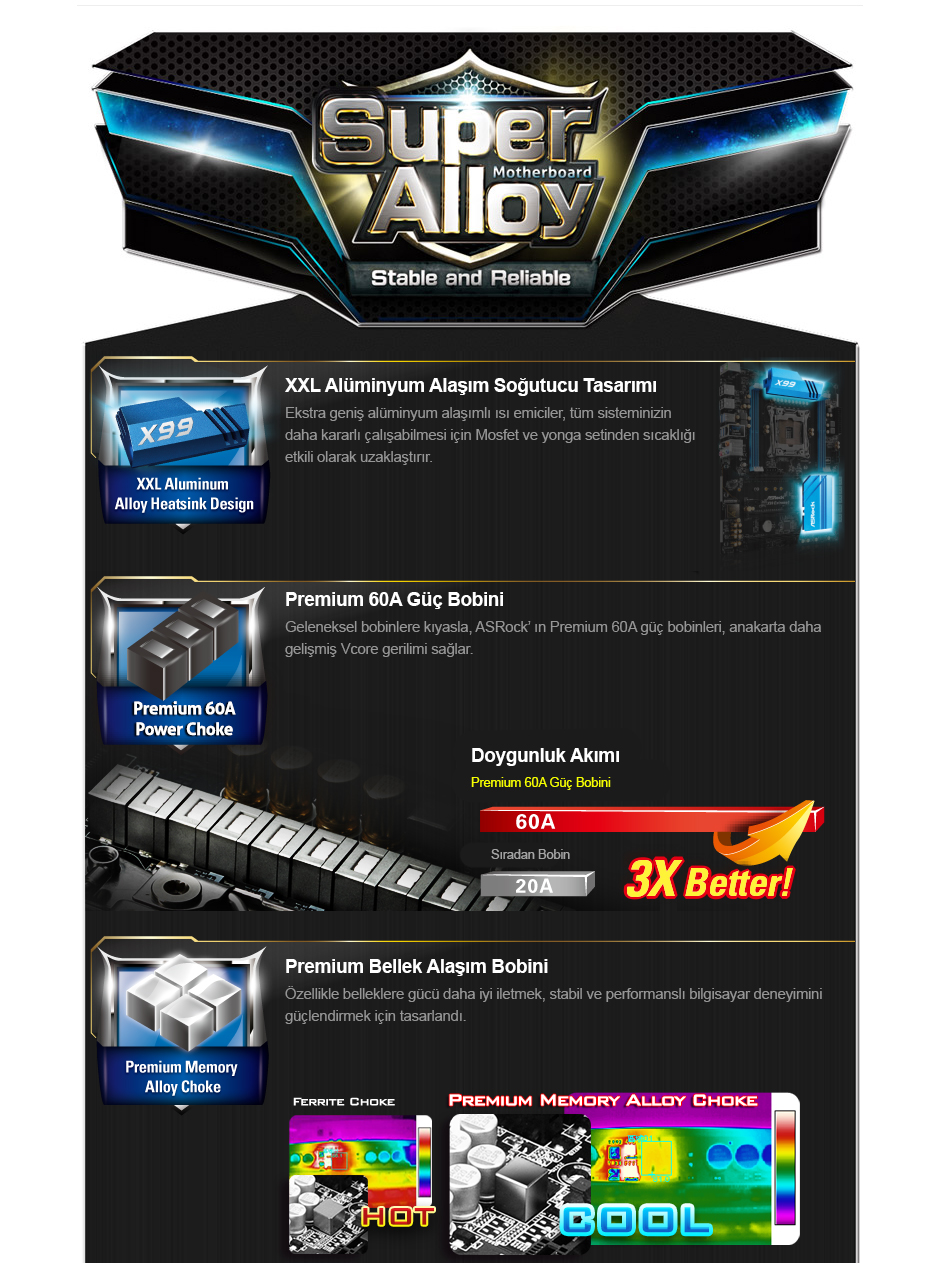 Super
Motherboard
Alloy
Stable and Reliable
X99
XXL Aluminum
Alloy Heatsink Design
XXL Alüminyum Alaşım Soğutucu Tasarımı
Ekstra geniş alüminyum alaşımlı ısı emiciler, tüm sisteminizin
daha kararlı çalışabilmesi için Mosfet ve yonga setinden sıcaklığı
etkili olarak uzaklaştırır.
X99
ASRock
Premium 60A
Power Choke
Premium 60A Güç Bobini
Geleneksel bobinlere kıyasla, ASRock’ ın Premium 60A güç bobinleri, anakarta daha
gelişmiş Vcore gerilimi sağlar.
Doygunluk Akımı
Premium 60A Güç Bobini
60A
Sıradan Bobin
20A
3X Better!
Premium Memory
Alloy Choke
Premium Bellek Alaşım Bobini
Özellikle belleklere gücü daha iyi iletmek, stabil ve performanslı bilgisayar deneyimini
güçlendirmek için tasarlandı.
Ferrite Choke
HOT
Premium Memory Alloy Choke
COOL